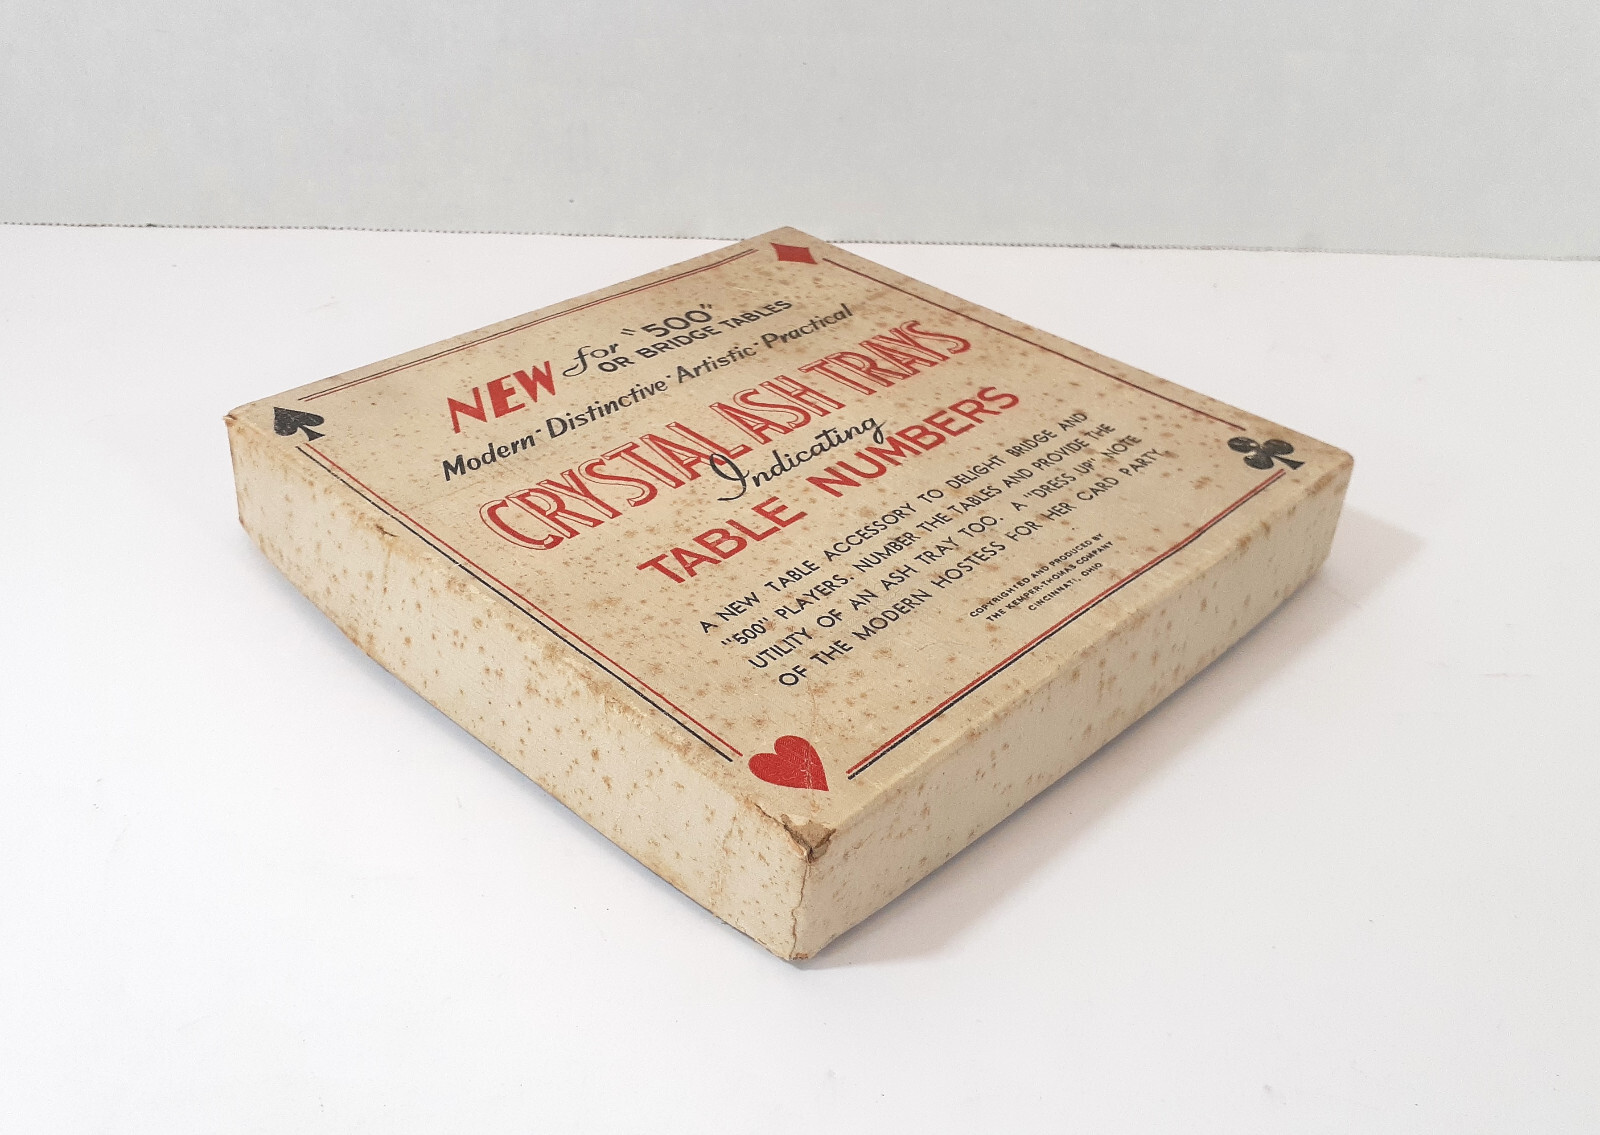 NEW for "500"
OR BRIDGE TABLES
Modern-Distinctive-Artistic-Practical
CRYSTAL ASH TRAYS
Indicating
TABLE NUMBERS
A NEW TABLE ACCESSORY TO DELIGHT BRIDGE AND
"500" PLAYERS. NUMBER THE TABLES AND PROVIDE THE
UTILITY OF AN ASH TRAY TOO. A "DRESS UP" NOTE
OF THE MODERN HOSTESS FOR HER CARD PARTY
COPYRIGHTED AND PRODUCED BY
THE KEMPER-THOMAS COMPANY
CINCINNATI, OHIO